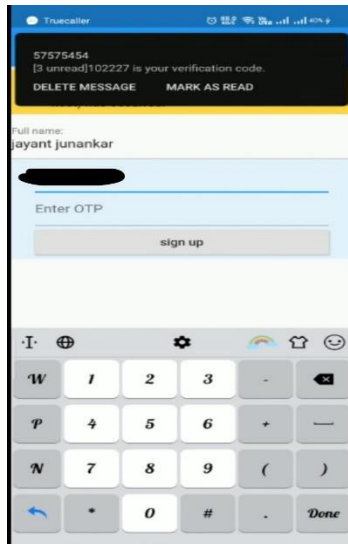 Truecaller
40%
57575454
[3 unread]102227 is your verification code.
DELETE MESSAGE MARK AS READ
Full name:
jayant junankar
Enter OTP
sign up
W 1 2 3 -
P 4 5 6 +
N 7 8 9 ( )
* 0 # . Done